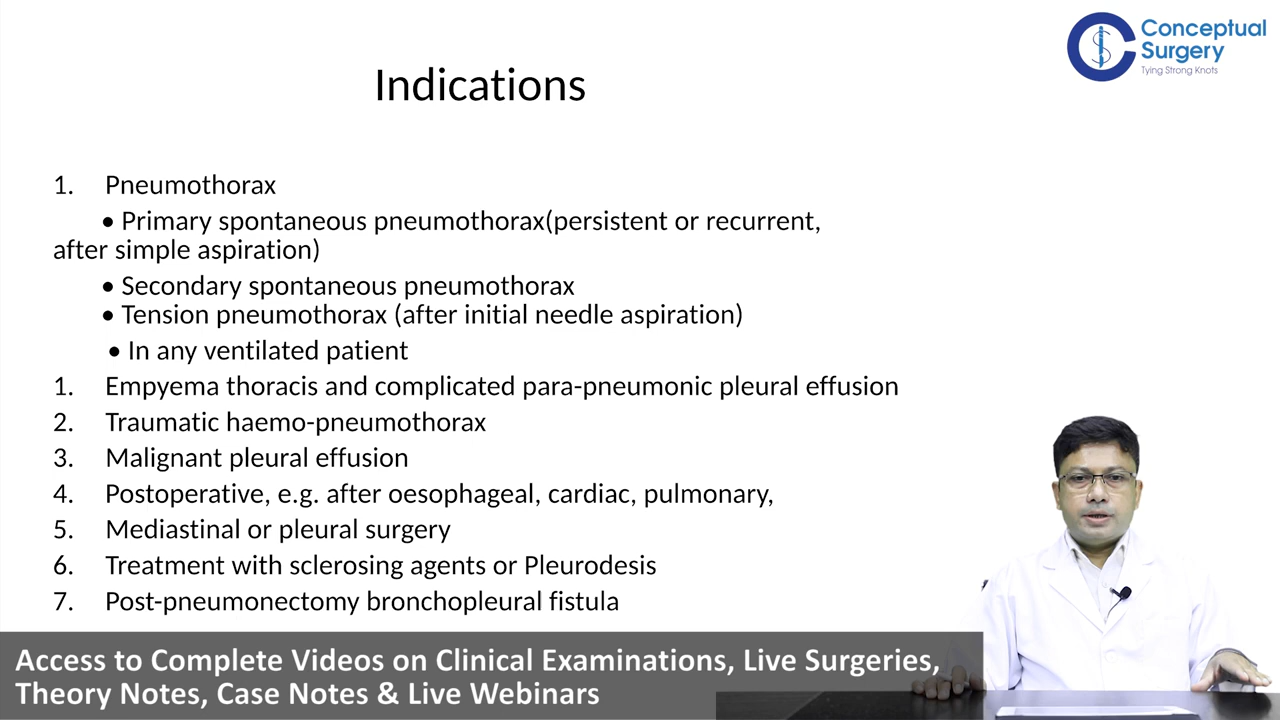 Conceptual
Surgery
Tying Strong Knots
Indications
1. Pneumothorax
• Primary spontaneous pneumothorax(persistent or recurrent,
after simple aspiration)
• Secondary spontaneous pneumothorax
• Tension pneumothorax (after initial needle aspiration)
• In any ventilated patient
1. Empyema thoracis and complicated para-pneumonic pleural effusion
2. Traumatic haemo-pneumothorax
3. Malignant pleural effusion
4. Postoperative, e.g. after oesophageal, cardiac, pulmonary,
5. Mediastinal or pleural surgery
6. Treatment with sclerosing agents or Pleurodesis
7. Post-pneumonectomy bronchopleural fistula
Access to Complete Videos on Clinical Examinations, Live Surgeries,
Theory Notes, Case Notes & Live Webinars